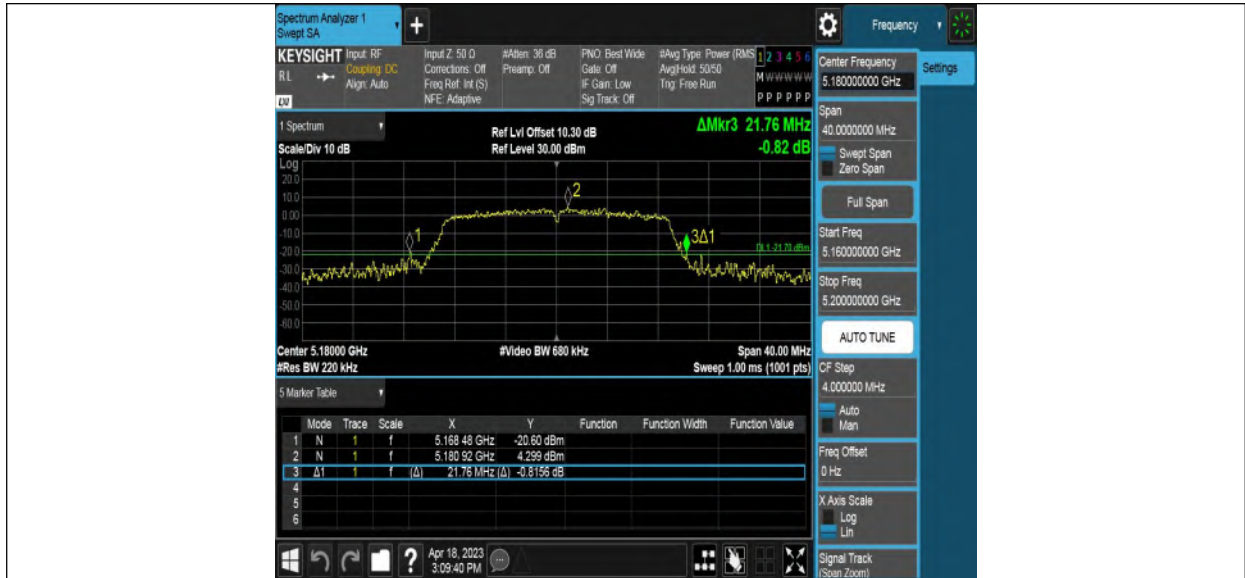 Spectrum Analyzer 1
Swept SA
+
Frequency
KEYSIGHT Input: RF Input Z: 50 Ω #Atten: 36 dB PNO: Best Wide #Avg Type: Power (RMS 1 2 3 4 5 6
R L Coupling: DC Corrections: Off Preamp: Off Gate: Off Avg|Hold: 50/50 M W W W W W
Align: Auto Freq Ref: Int (S) IF Gain: Low Trig: Free Run
NFE: Adaptive Sig Track: Off P P P P P P
1 Spectrum
Scale/Div 10 dB
Ref Lvl Offset 10.30 dB
Ref Level 30.00 dBm
ΔMkr3 21.76 MHz
-0.82 dB
Log
20.0
10.0
0.00
-10.0
-20.0
-30.0
-40.0
-50.0
-60.0
1
2
3Δ1
DL1 -21.70 dBm
Center 5.18000 GHz #Video BW 680 kHz Span 40.00 MHz
#Res BW 220 kHz Sweep 1.00 ms (1001 pts)
5 Marker Table
Mode Trace Scale X Y Function Function Width Function Value
1 N 1 f 5.168 48 GHz -20.60 dBm
2 N 1 f 5.180 92 GHz 4.299 dBm
3 Δ1 1 f (Δ) 21.76 MHz (Δ) -0.8156 dB
4
5
6
?
Apr 18, 2023
3:09:40 PM
Center Frequency
5.180000000 GHz
Settings
Span
40.0000000 MHz
Swept Span
Zero Span
Full Span
Start Freq
5.160000000 GHz
Stop Freq
5.200000000 GHz
AUTO TUNE
CF Step
4.000000 MHz
Auto
Man
Freq Offset
0 Hz
X Axis Scale
Log
Lin
Signal Track
(Span Zoom)